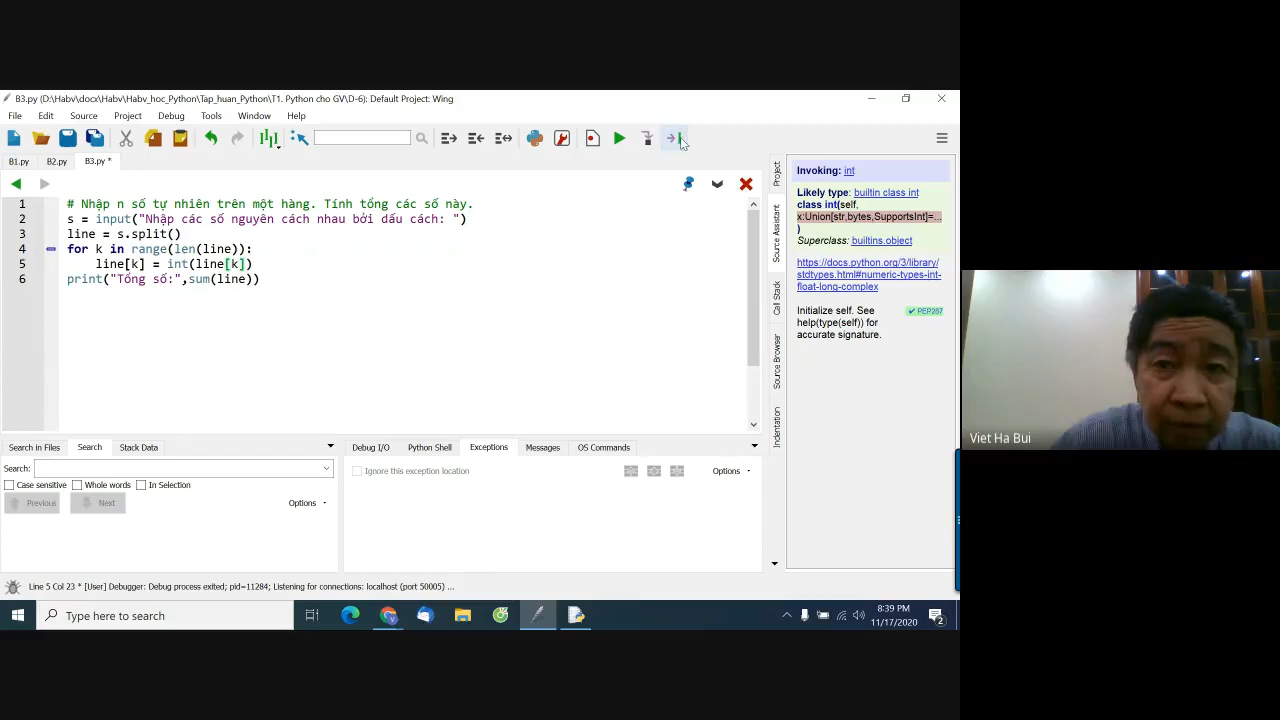 B3.py (D:\Habv\docx\Habv\Habv_hoc_Python\Tap_huan_Python\T1. Python cho GV\D-6): Default Project: Wing
File Edit Source Project Debug Tools Window Help
B1.py B2.py B3.py *
1 # Nhập n số tự nhiên trên một hàng. Tính tổng các số này.
2 s = input("Nhập các số nguyên cách nhau bởi dấu cách: ")
3 line = s.split()
4 for k in range(len(line)):
5 line[k] = int(line[k])
6 print("Tổng số:",sum(line))
Project
Source Assistant
Call Stack
Source Browser
Indentation
Invoking: int
Likely type: builtin class int
class int(self,
x:Union[str,bytes,SupportsInt]=...
)
Superclass: builtins.object
https://docs.python.org/3/library/
stdtypes.html#numeric-types-int-
float-long-complex
Initialize self. See ✔ PEP287
help(type(self)) for
accurate signature.
Viet Ha Bui
Search in Files Search Stack Data
Search:
Case sensitive Whole words In Selection
Previous Next Options
Debug I/O Python Shell Exceptions Messages OS Commands
Ignore this exception location Options
Line 5 Col 23 * [User] Debugger: Debug process exited; pid=11284; Listening for connections: localhost (port 50005) ...
Type here to search
8:39 PM
11/17/2020
2